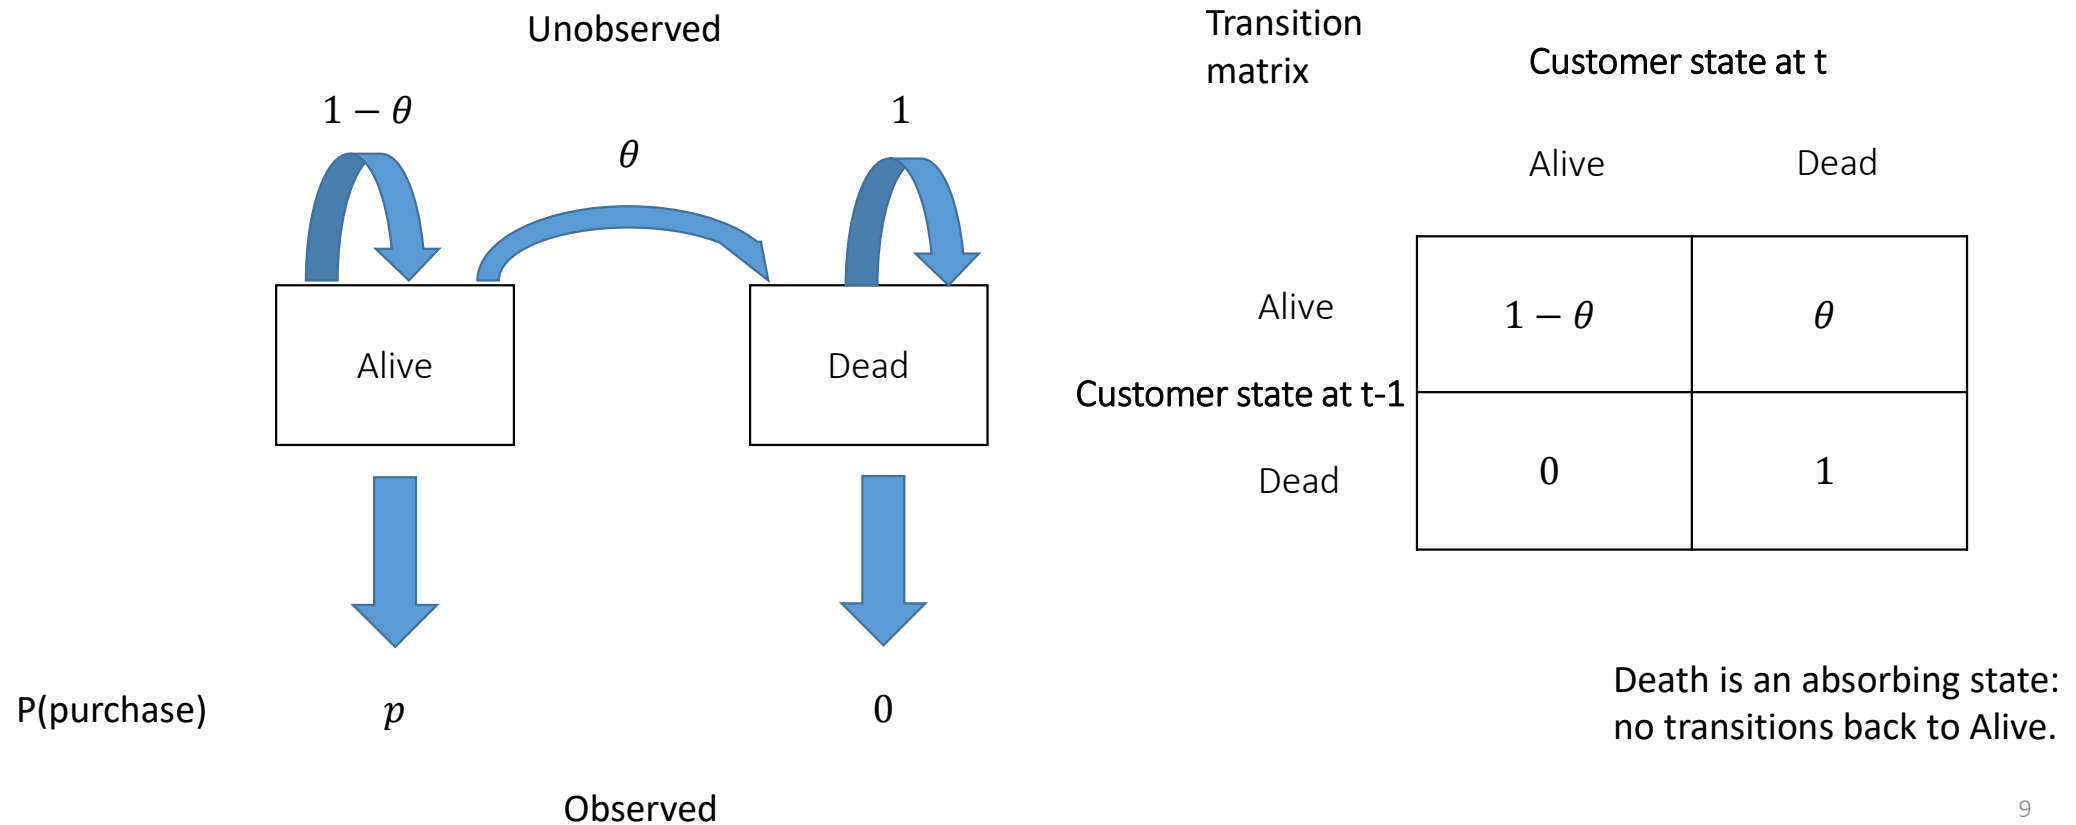 Unobserved
1 − θ
θ
1
Alive
Dead
P(purchase)
p
0
Observed
Transition
matrix
Customer state at t
Alive
Dead
Alive
1 − θ
θ
Customer state at t-1
Dead
0
1
Death is an absorbing state:
no transitions back to Alive.
9